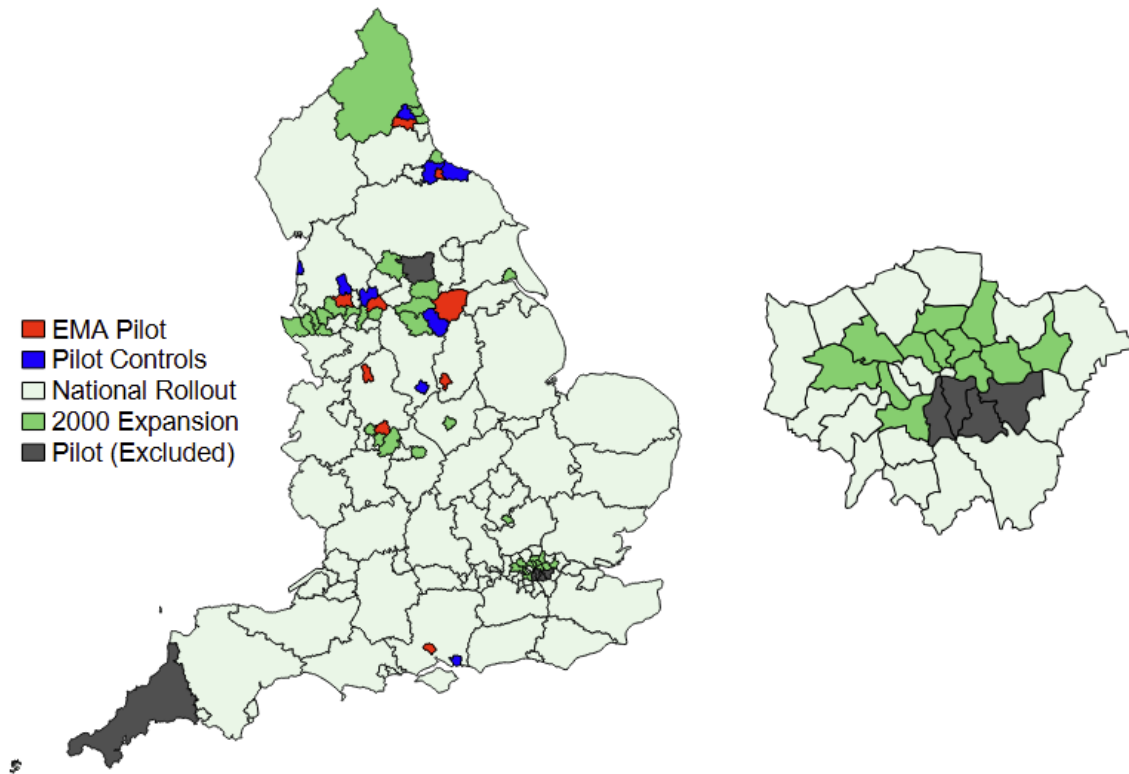 EMA Pilot
Pilot Controls
National Rollout
2000 Expansion
Pilot (Excluded)